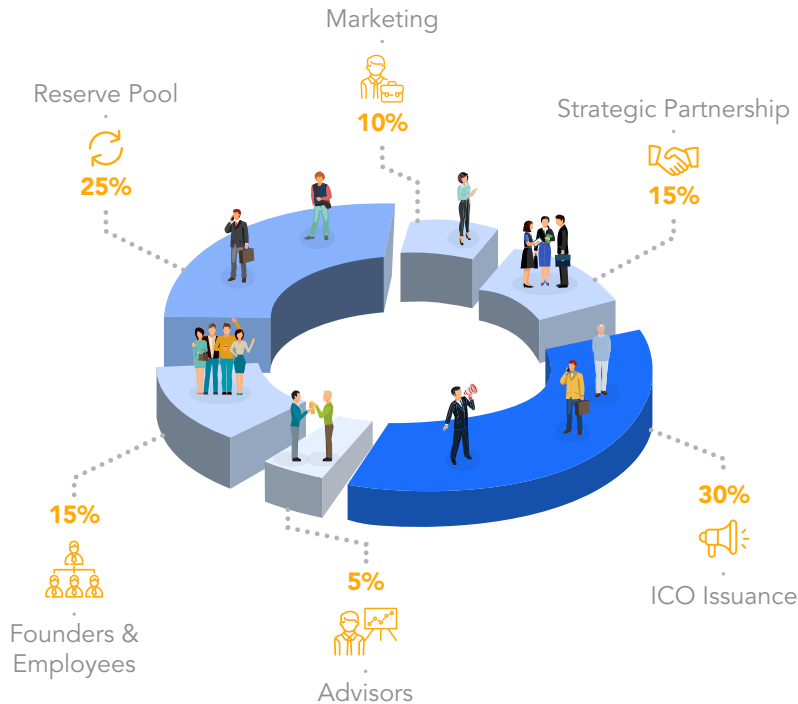 Marketing
10%
Reserve Pool
25%
Strategic Partnership
15%
30%
ICO Issuance
15%
Founders &
Employees
5%
Advisors